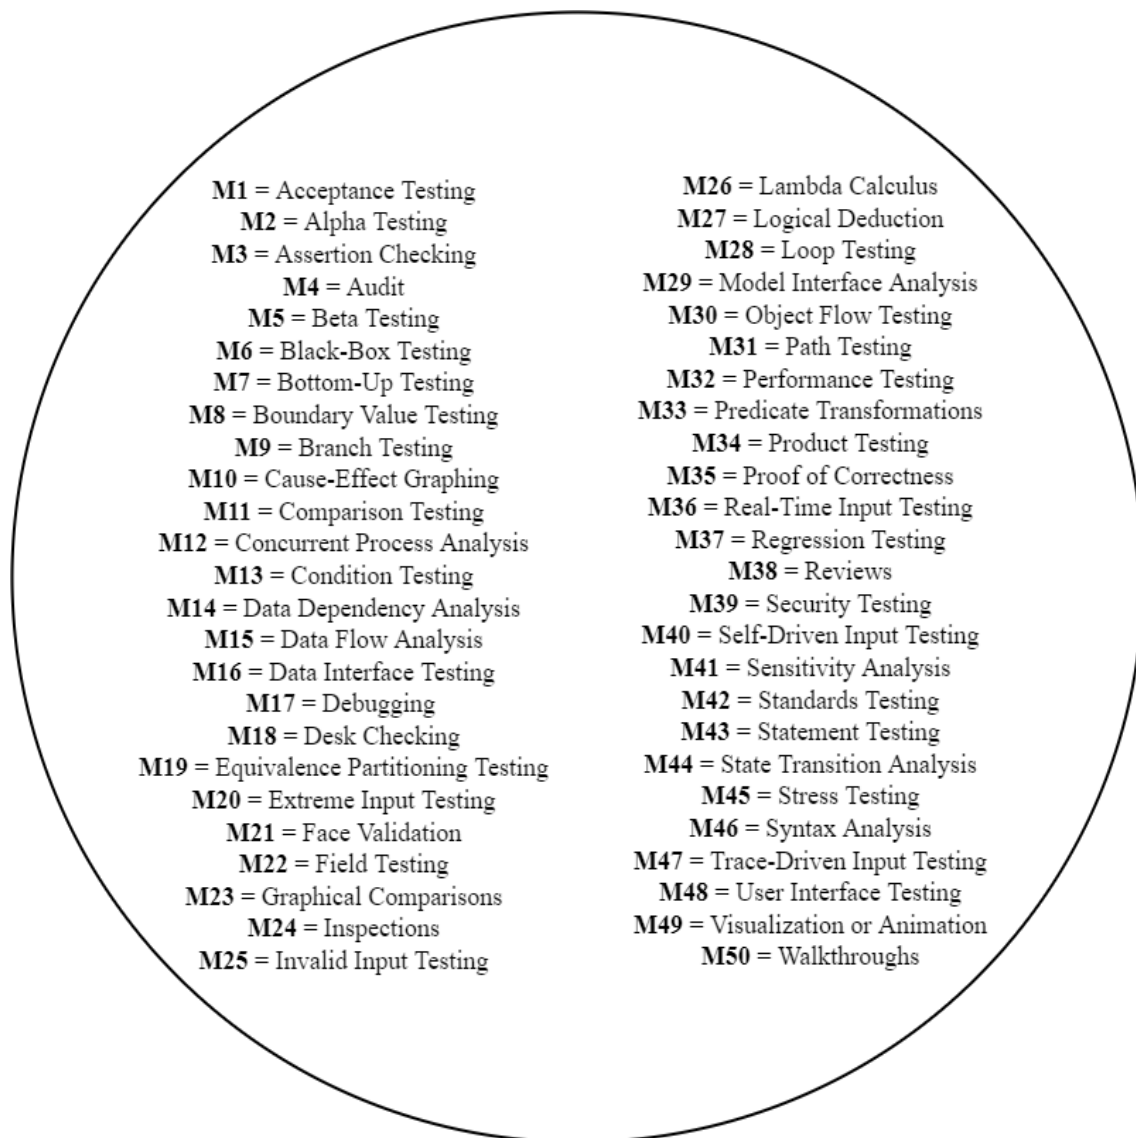 M1 = Acceptance Testing
M2 = Alpha Testing
M3 = Assertion Checking
M4 = Audit
M5 = Beta Testing
M6 = Black-Box Testing
M7 = Bottom-Up Testing
M8 = Boundary Value Testing
M9 = Branch Testing
M10 = Cause-Effect Graphing
M11 = Comparison Testing
M12 = Concurrent Process Analysis
M13 = Condition Testing
M14 = Data Dependency Analysis
M15 = Data Flow Analysis
M16 = Data Interface Testing
M17 = Debugging
M18 = Desk Checking
M19 = Equivalence Partitioning Testing
M20 = Extreme Input Testing
M21 = Face Validation
M22 = Field Testing
M23 = Graphical Comparisons
M24 = Inspections
M25 = Invalid Input Testing
M26 = Lambda Calculus
M27 = Logical Deduction
M28 = Loop Testing
M29 = Model Interface Analysis
M30 = Object Flow Testing
M31 = Path Testing
M32 = Performance Testing
M33 = Predicate Transformations
M34 = Product Testing
M35 = Proof of Correctness
M36 = Real-Time Input Testing
M37 = Regression Testing
M38 = Reviews
M39 = Security Testing
M40 = Self-Driven Input Testing
M41 = Sensitivity Analysis
M42 = Standards Testing
M43 = Statement Testing
M44 = State Transition Analysis
M45 = Stress Testing
M46 = Syntax Analysis
M47 = Trace-Driven Input Testing
M48 = User Interface Testing
M49 = Visualization or Animation
M50 = Walkthroughs